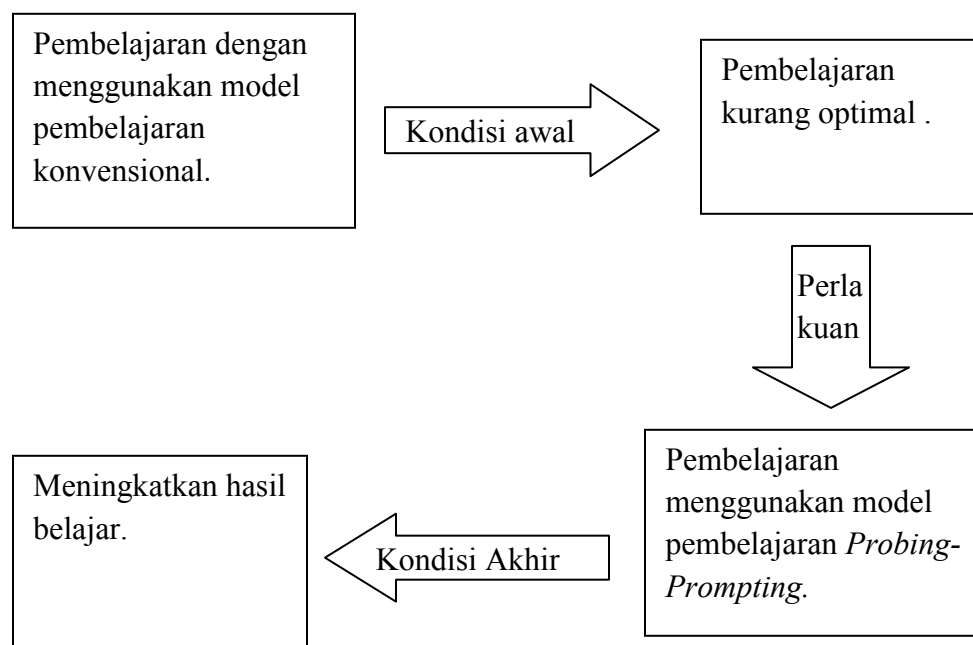 Pembelajaran dengan
menggunakan model
pembelajaran
konvensional.
Kondisi awal
Pembelajaran
kurang optimal .
Perla
kuan
Pembelajaran
menggunakan model
pembelajaran Probing-
Prompting.
Kondisi Akhir
Meningkatkan hasil
belajar.